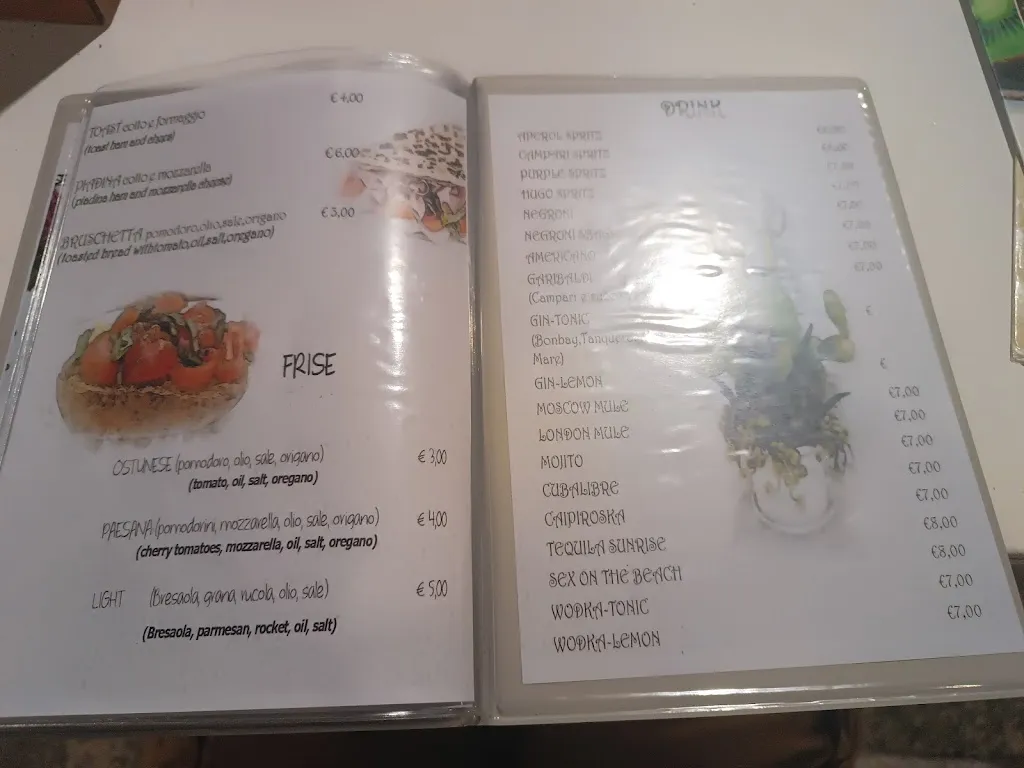 TOAST cotto e formaggio € 4,00
(toast ham and
PIADINA cotto e mozzarella € 6,00
(piadina ham and mozzarella
BRUSCHETTA pomodoro,olio,sale,origano € 3,00
(toasted bread with tomato,oil,salt,oregano)
FRISE
OSTUNESE (pomodoro, olio, sale, origano) € 3,00
(tomato, oil, salt, oregano)
PAESANA (pomodorini, mozzarella, olio, sale, origano) € 4,00
(cherry tomatoes, mozzarella, oil, salt, oregano)
LIGHT (Bresaola, grana, rucola, olio, sale) € 5,00
(Bresaola, parmesan, rocket, oil, salt)
DRINK
APEROL SPRITZ
CAMPARI SPRITZ
PURPLE SPRITZ
HUGO SPRITZ
NEGRONI
NEGRONI
AMERICANO
GARIBALDI €7,00
(Campari e
GIN-TONIC €
(Bonbay,
Mary)
GIN-LEMON €
MOSCOW MULE €7,00
LONDON MULE €7,00
MOJITO €7,00
CUBALIBRE €7,00
CAIPIROSKA €7,00
TEQUILA SUNRISE €8,00
SEX ON THE BEACH €8,00
WODKA-TONIC €7,00
WODKA-LEMON €7,00